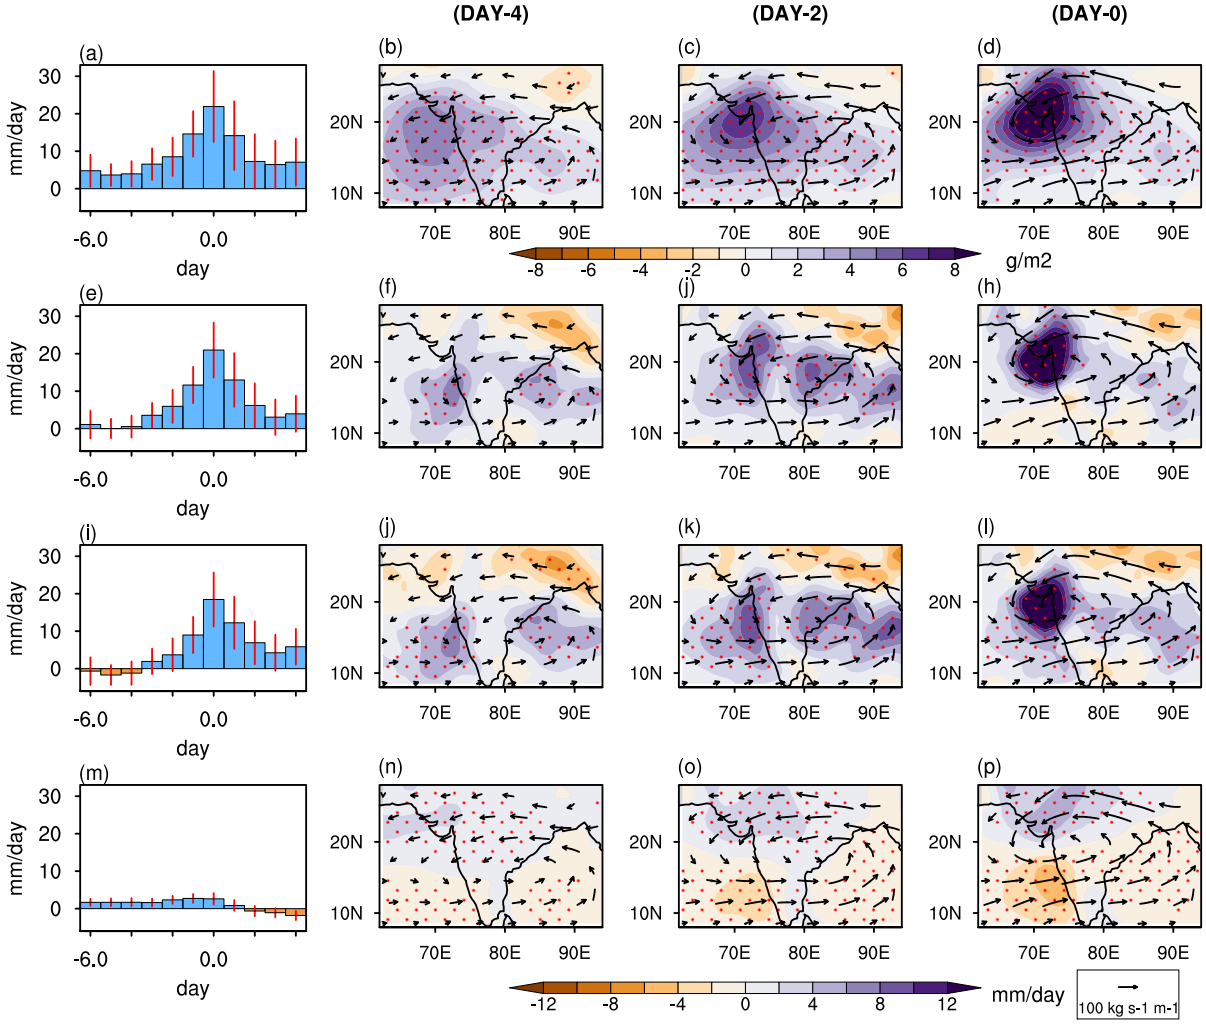 (DAY-4) (DAY-2) (DAY-0)
(a) (b) (c) (d)
30
20
10
0
mm/day
-6.0 0.0
day
20N
10N
70E 80E 90E
20N
10N
70E 80E 90E
20N
10N
70E 80E 90E
-8 -6 -4 -2 0 2 4 6 8
g/m2
(e) (f) (j) (h)
30
20
10
0
mm/day
-6.0 0.0
day
20N
10N
70E 80E 90E
20N
10N
70E 80E 90E
20N
10N
70E 80E 90E
(i) (j) (k) (l)
30
20
10
0
mm/day
-6.0 0.0
day
20N
10N
70E 80E 90E
20N
10N
70E 80E 90E
20N
10N
70E 80E 90E
(m) (n) (o) (p)
30
20
10
0
mm/day
-6.0 0.0
day
20N
10N
70E 80E 90E
20N
10N
70E 80E 90E
20N
10N
70E 80E 90E
-12 -8 -4 0 4 8 12
mm/day
100 kg s-1 m-1